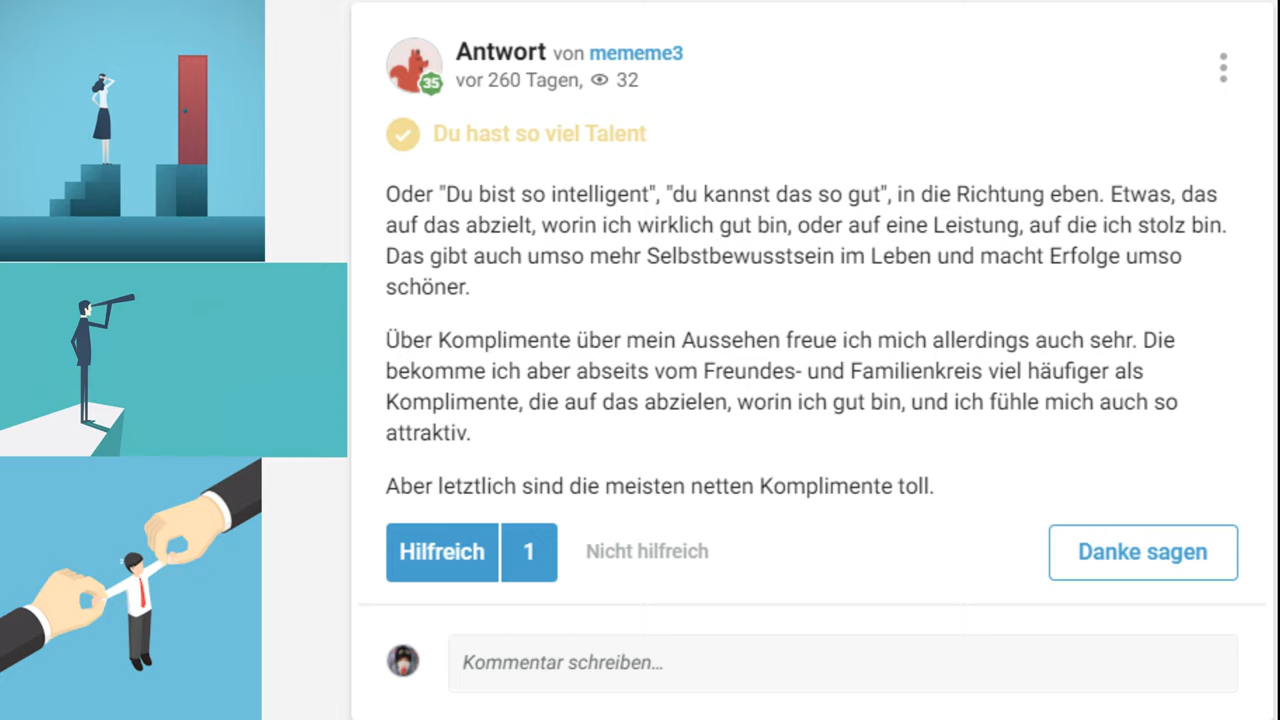 Antwort von mememe3
35
vor 260 Tagen, 32
Du hast so viel Talent
Oder "Du bist so intelligent", "du kannst das so gut", in die Richtung eben. Etwas, das
auf das abzielt, worin ich wirklich gut bin, oder auf eine Leistung, auf die ich stolz bin.
Das gibt auch umso mehr Selbstbewusstsein im Leben und macht Erfolge umso
schöner.
Über Komplimente über mein Aussehen freue ich mich allerdings auch sehr. Die
bekomme ich aber abseits vom Freundes- und Familienkreis viel häufiger als
Komplimente, die auf das abzielen, worin ich gut bin, und ich fühle mich auch so
attraktiv.
Aber letztlich sind die meisten netten Komplimente toll.
Hilfreich 1 Nicht hilfreich Danke sagen
Kommentar schreiben...